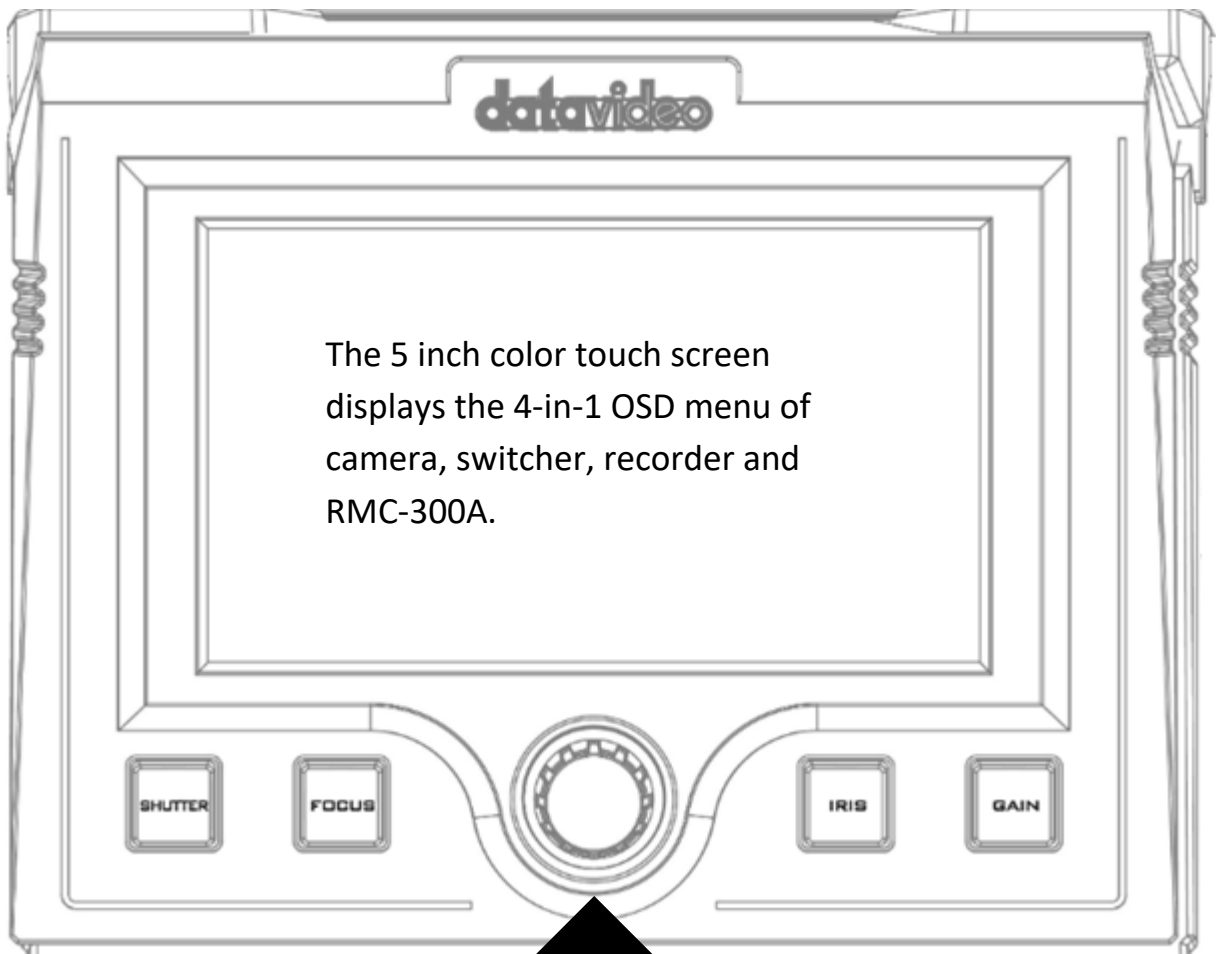 datavideo
The 5 inch color touch screen
displays the 4-in-1 OSD menu of
camera, switcher, recorder and
RMC-300A.
SHUTTER FOCUS IRIS GAIN